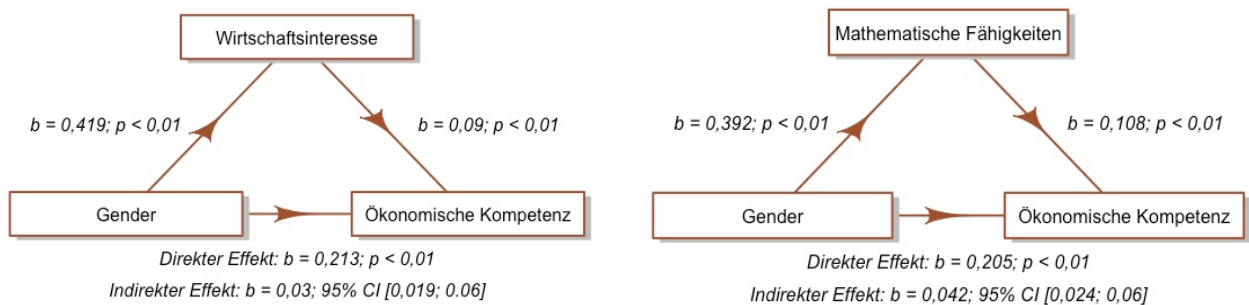 Wirtschaftsinteresse
b = 0,419; p < 0,01
b = 0,09; p < 0,01
Gender
Ökonomische Kompetenz
Direkter Effekt: b = 0,213; p < 0,01
Indirekter Effekt: b = 0,03; 95% CI [0,019; 0.06]
Mathematische Fähigkeiten
b = 0,392; p < 0,01
b = 0,108; p < 0,01
Gender
Ökonomische Kompetenz
Direkter Effekt: b = 0,205; p < 0,01
Indirekter Effekt: b = 0,042; 95% CI [0,024; 0,06]